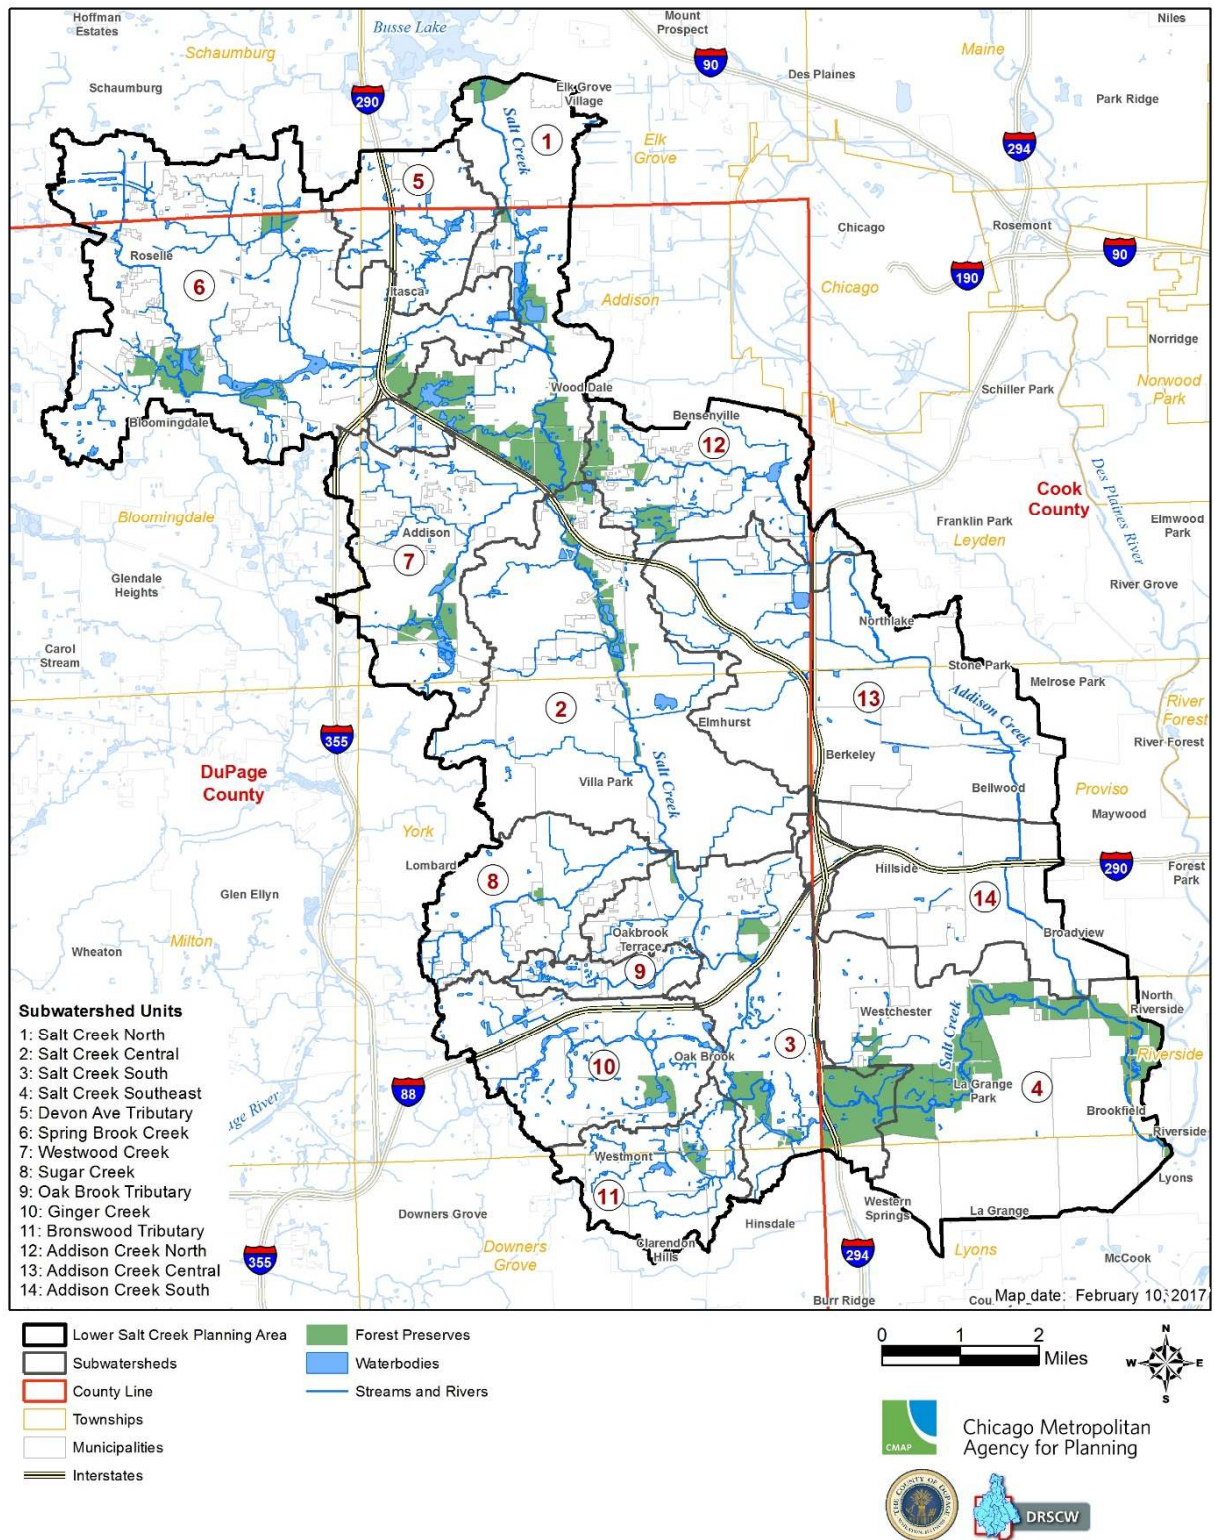 Hoffman
Estates
Busse Lake
Mount
Prospect
Niles
Schaumburg
Maine
90
Des Plaines
Schaumburg
290
Elk Grove
Village
Park Ridge
Salt Creek
1
Elk
Grove
294
5
Chicago
Rosemont
90
Roselle
6
Itasca
190
Addison
Chicago
Norridge
Schiller Park
Norwood
Park
Wood Dale
Bloomingdale
Bensenville
12
Des Plaines River
Cook
County
Bloomingdale
Addison
7
Franklin Park
Leyden
Elmwood
Park
Glendale
Heights
River Grove
Northlake
Carol
Stream
Stone Park
Melrose Park
2
13
Addison Creek
River
Forest
Elmhurst
355
Salt Creek
Berkeley
River Forest
DuPage
County
Villa Park
Bellwood
Proviso
Maywood
York
Lombard
8
Hillside
290
Forest
Park
Glen Ellyn
14
Wheaton
Milton
Oakbrook
Terrace
9
Broadview
Subwatershed Units
1: Salt Creek North
2: Salt Creek Central
3: Salt Creek South
4: Salt Creek Southeast
5: Devon Ave Tributary
6: Spring Brook Creek
7: Westwood Creek
8: Sugar Creek
9: Oak Brook Tributary
10: Ginger Creek
11: Bronswood Tributary
12: Addison Creek North
13: Addison Creek Central
14: Addison Creek South
Salt Creek
North
Riverside
Westchester
3
Oak Brook
10
Riverside
La Grange
Park
4
88
age River
Brookfield
Riverside
Westmont
Lyons
11
Downers Grove
Western
Springs
La Grange
Hinsdale
Clarendon
Hills
Downers
Grove
355
294
Lyons
McCook
Burr Ridge
Cou
Map date: February 10, 2017
Lower Salt Creek Planning Area
Subwatersheds
County Line
Townships
Municipalities
Interstates
Forest Preserves
Waterbodies
Streams and Rivers
0 1 2
Miles
N
W E
S
CMAP
Chicago Metropolitan
Agency for Planning
THE COUNTY OF DUPAGE
WHEATON, ILLINOIS
DRSCW